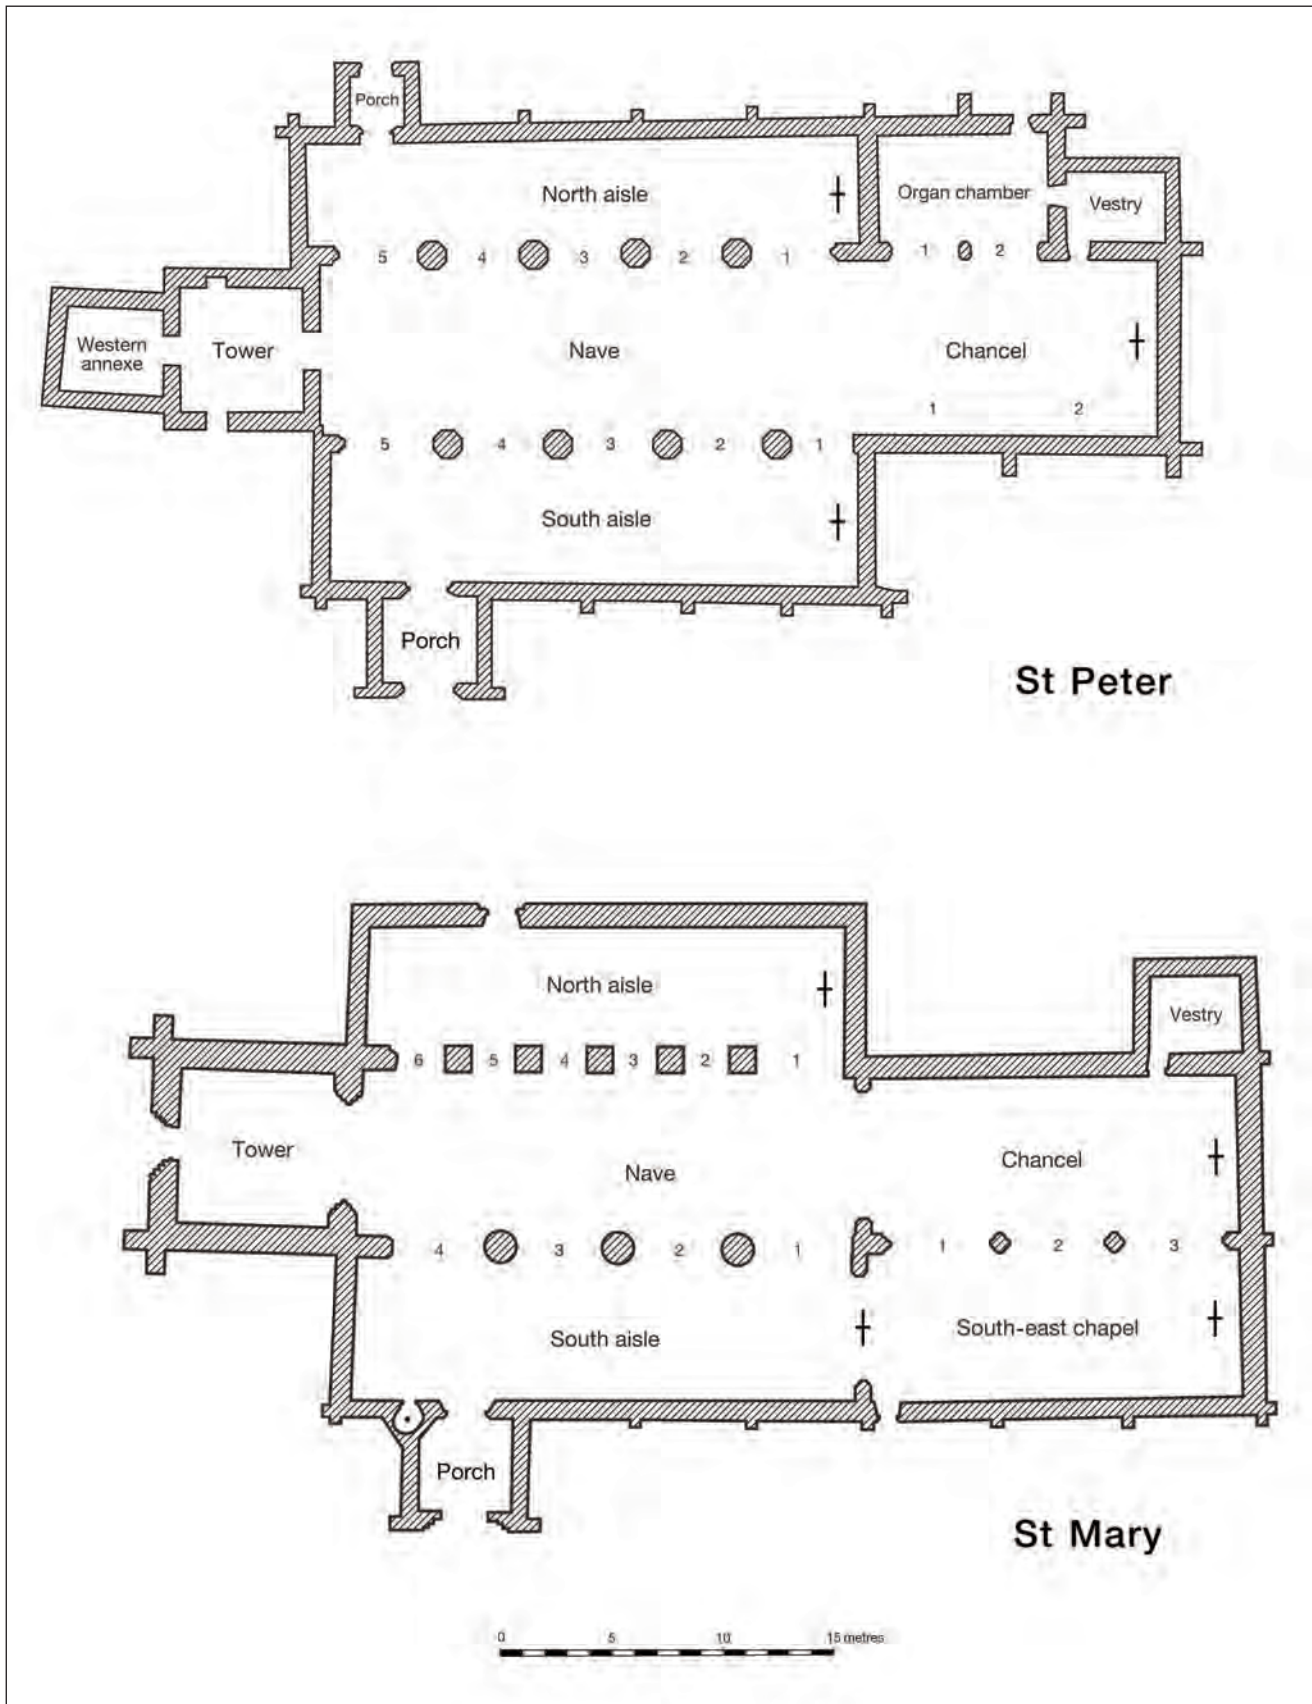 Porch
North aisle
Organ chamber
Vestry
5 4 3 2 1 1 2
Western
annexe
Tower
Nave
Chancel
1 2
5 4 3 2 1
South aisle
Porch
St Peter
North aisle
Vestry
6 5 4 3 2 1
Tower
Nave
Chancel
4 3 2 1 1 2 3
South aisle
South-east chapel
Porch
St Mary
0 5 10 15 metres